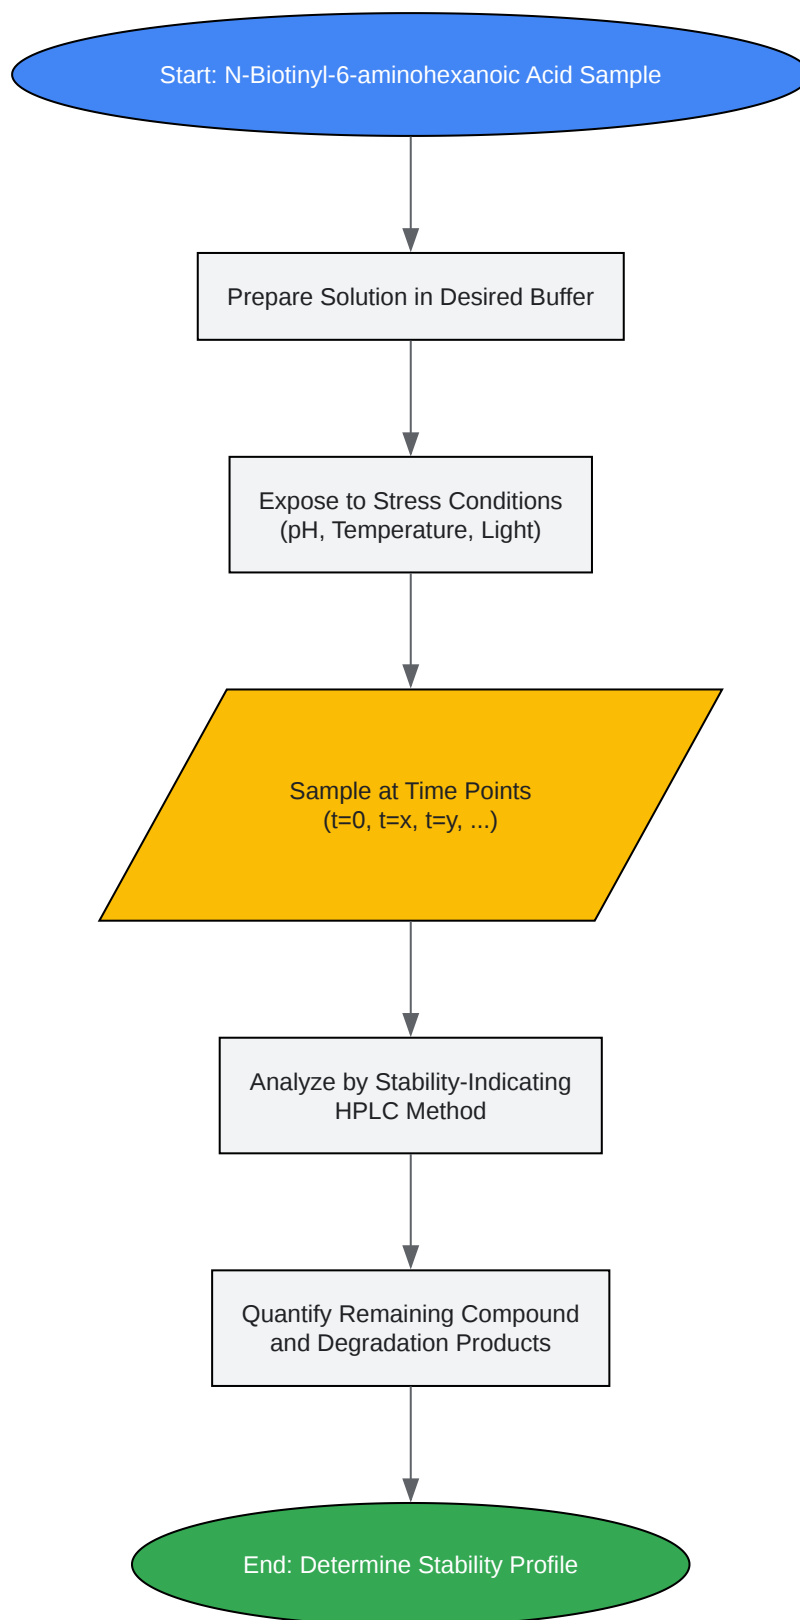 Start: N-Biotinyl-6-aminohexanoic Acid Sample
Prepare Solution in Desired Buffer
Expose to Stress Conditions
(pH, Temperature, Light)
Sample at Time Points
(t=0, t=x, t=y, ...)
Analyze by Stability-Indicating
HPLC Method
Quantify Remaining Compound
and Degradation Products
End: Determine Stability Profile